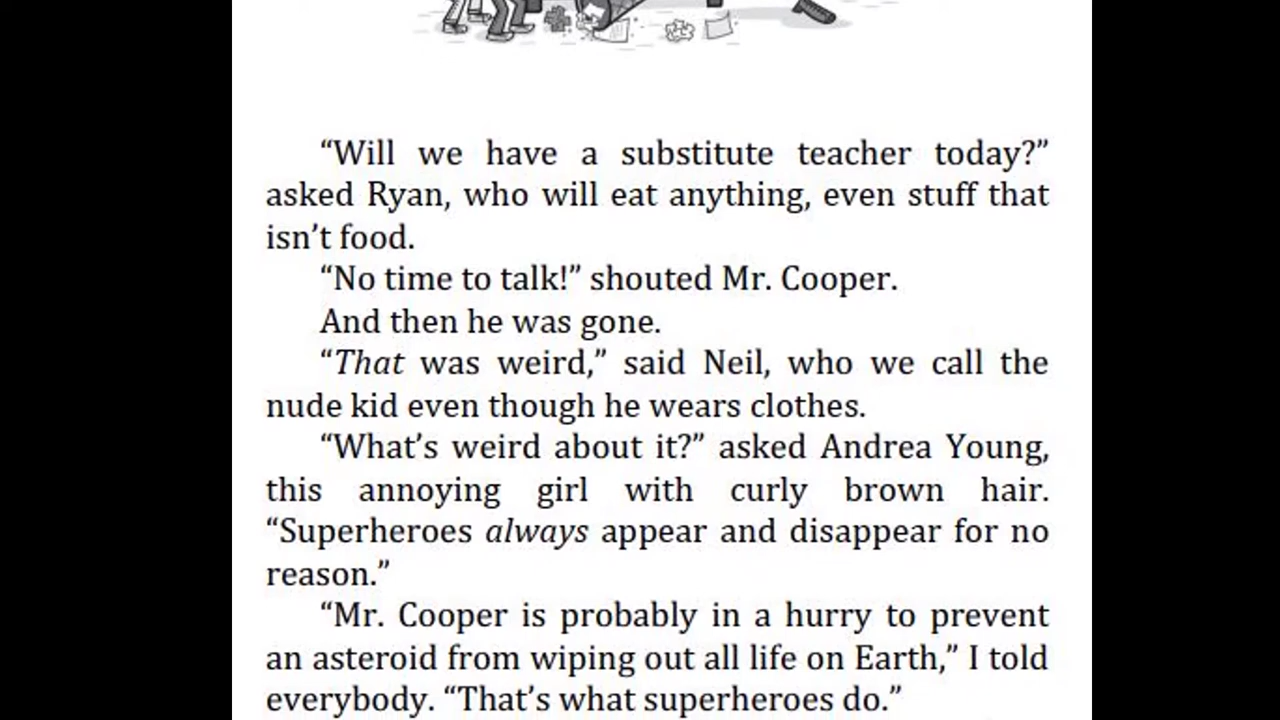 “Will we have a substitute teacher today?”
asked Ryan, who will eat anything, even stuff that
isn’t food.
“No time to talk!” shouted Mr. Cooper.
And then he was gone.
“That was weird,” said Neil, who we call the
nude kid even though he wears clothes.
“What’s weird about it?” asked Andrea Young,
this annoying girl with curly brown hair.
“Superheroes always appear and disappear for no
reason.”
“Mr. Cooper is probably in a hurry to prevent
an asteroid from wiping out all life on Earth,” I told
everybody. “That’s what superheroes do.”